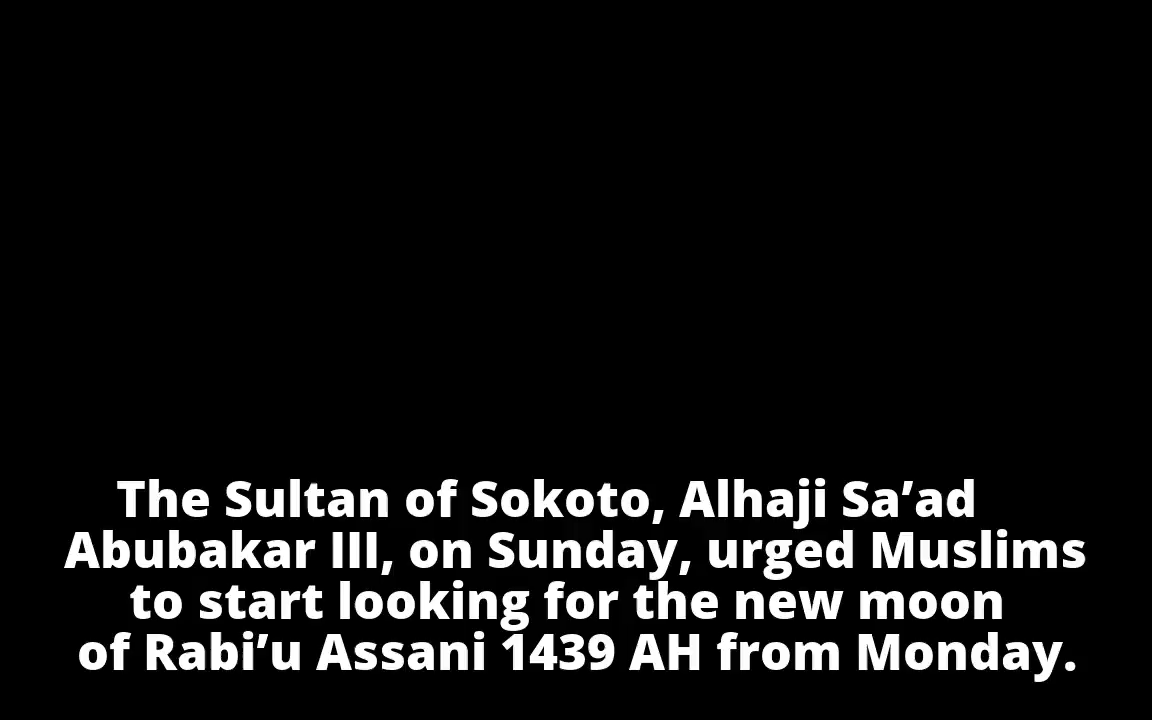 The Sultan of Sokoto, Alhaji Sa’ad
Abubakar III, on Sunday, urged Muslims
to start looking for the new moon
of Rabi’u Assani 1439 AH from Monday.